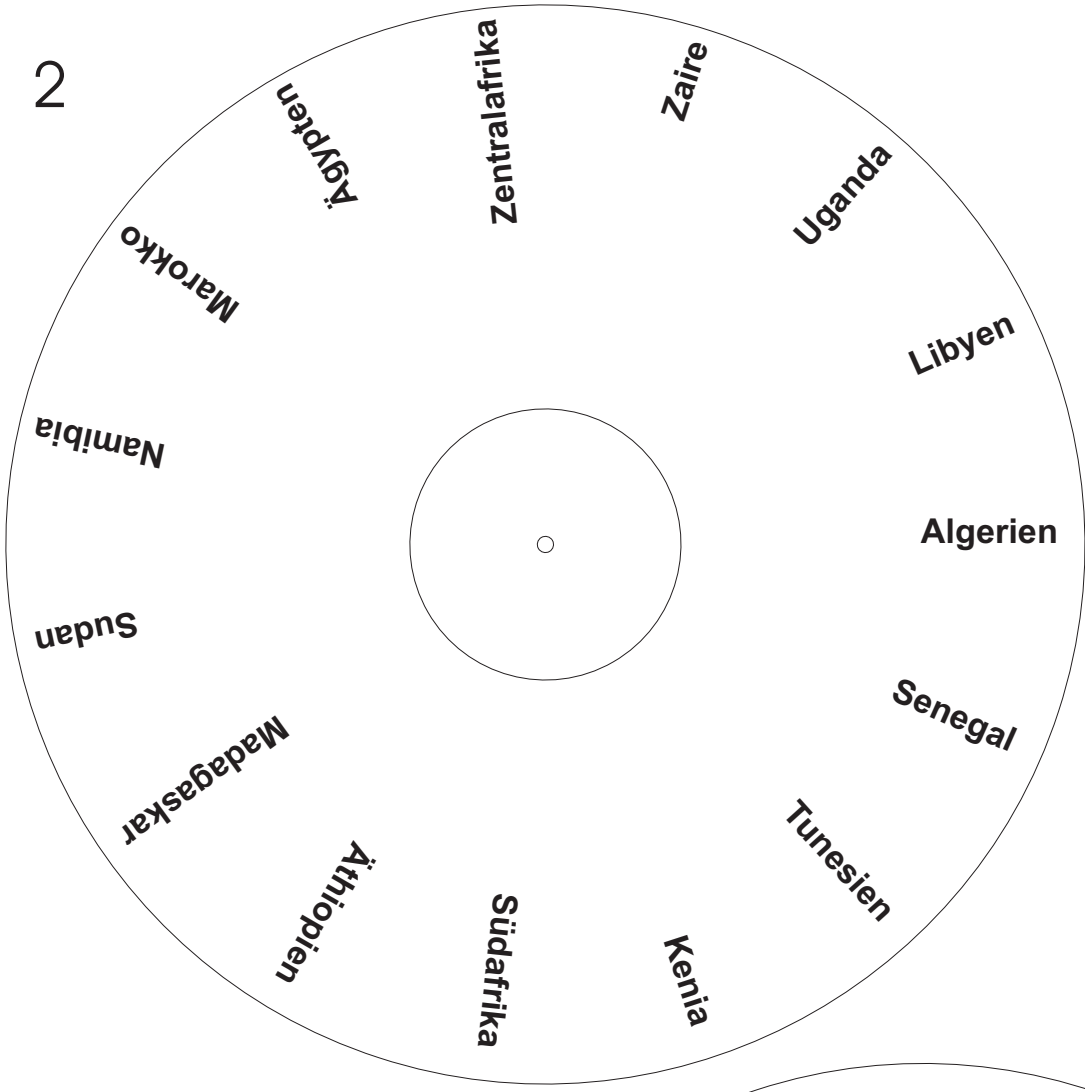 2
Zentralafrika
Zaire
Uganda
Libyen
Algerien
Senegal
Tunesien
Kenia
Südafrika
Äthiopien
Madagaskar
Sudan
Namibia
Marokko
Ägypten